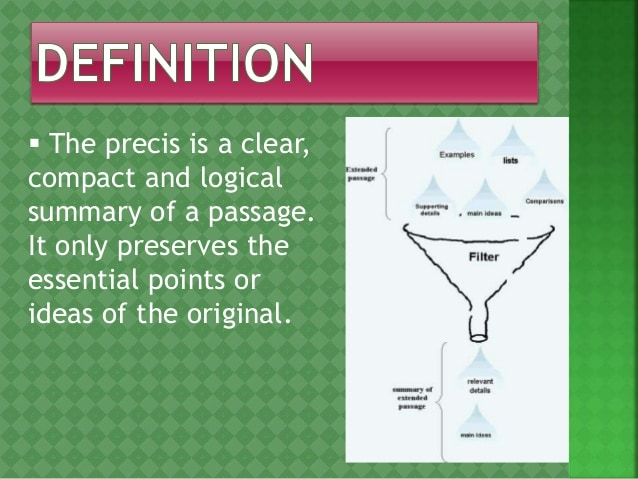 DEFINITION
▪ The precis is a clear,
compact and logical
summary of a passage.
It only preserves the
essential points or
ideas of the original.
Examples
lists
Extended
passage
Supporting
details
main ideas
Comparisons
Filter
relevant
details
summary of
extended
passage
main ideas